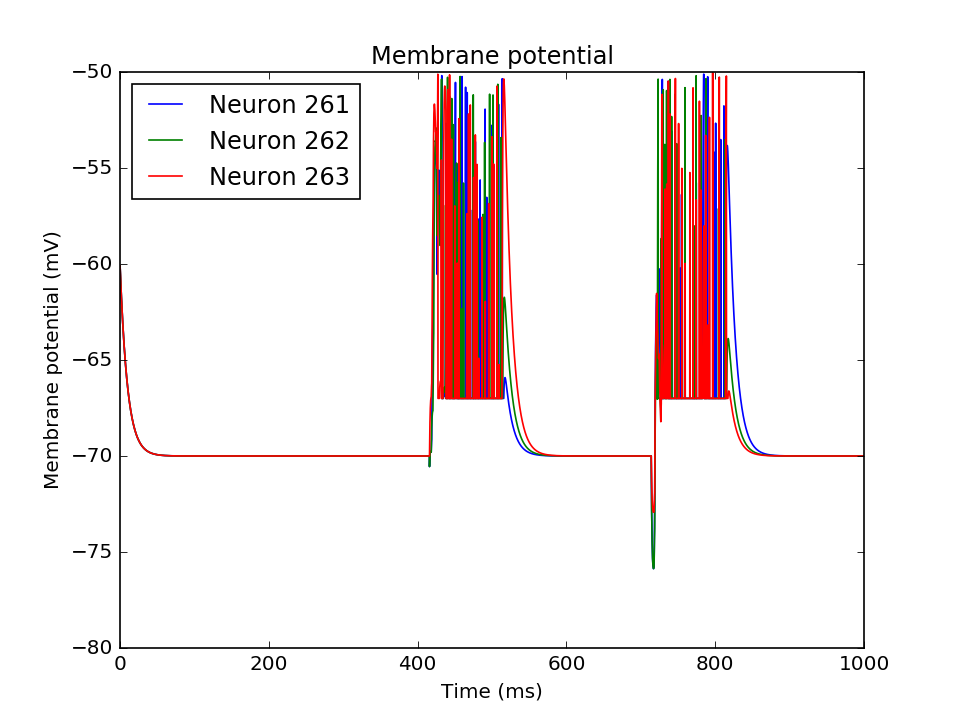 Membrane potential
Neuron 261
Neuron 262
Neuron 263
Membrane potential (mV)
−50
−55
−60
−65
−70
−75
−80
0 200 400 600 800 1000
Time (ms)